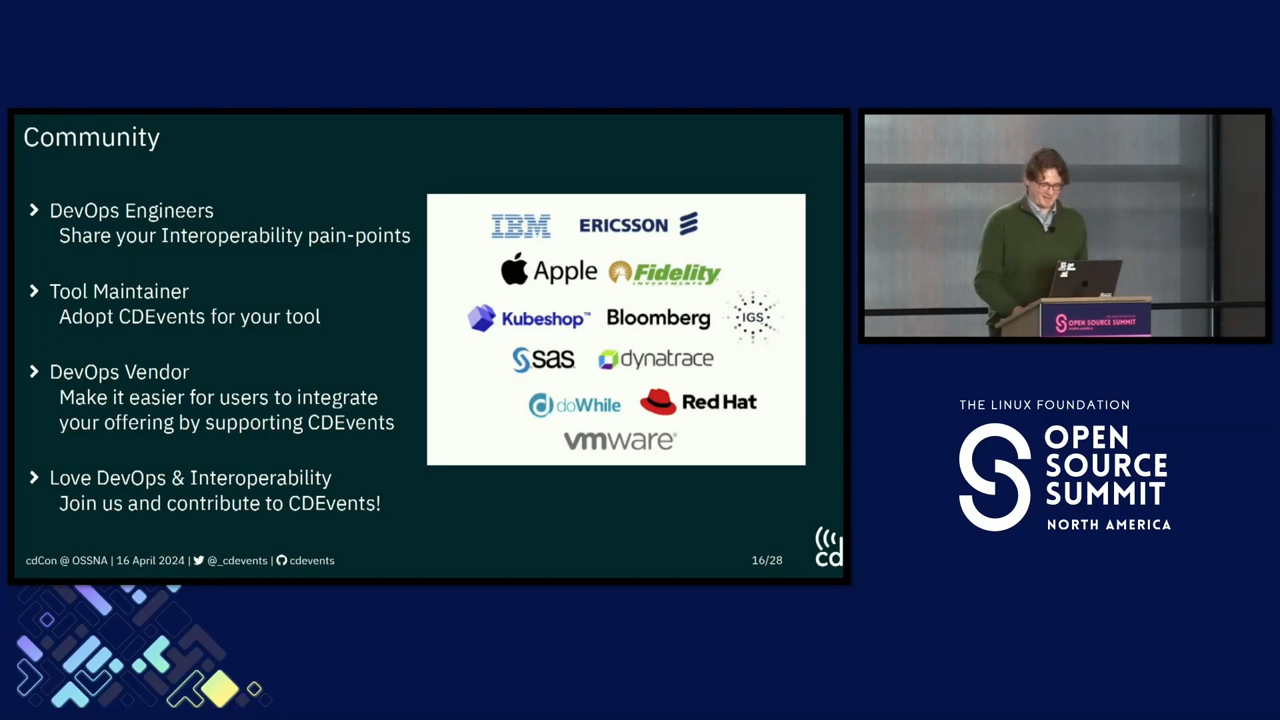 Community
DevOps Engineers
Share your Interoperability pain-points
Tool Maintainer
Adopt CDEvents for your tool
DevOps Vendor
Make it easier for users to integrate
your offering by supporting CDEvents
Love DevOps & Interoperability
Join us and contribute to CDEvents!
IBM
ERICSSON
Apple
Fidelity
INVESTMENTS
Kubeshop™
Bloomberg
IGS
sas
dynatrace
doWhile
Red Hat
vmware®
cdCon @ OSSNA | 16 April 2024 | @_cdevents | cdevents
16/28
cd
OPEN SOURCE SUMMIT
THE LINUX FOUNDATION
OPEN
SOURCE
SUMMIT
NORTH AMERICA